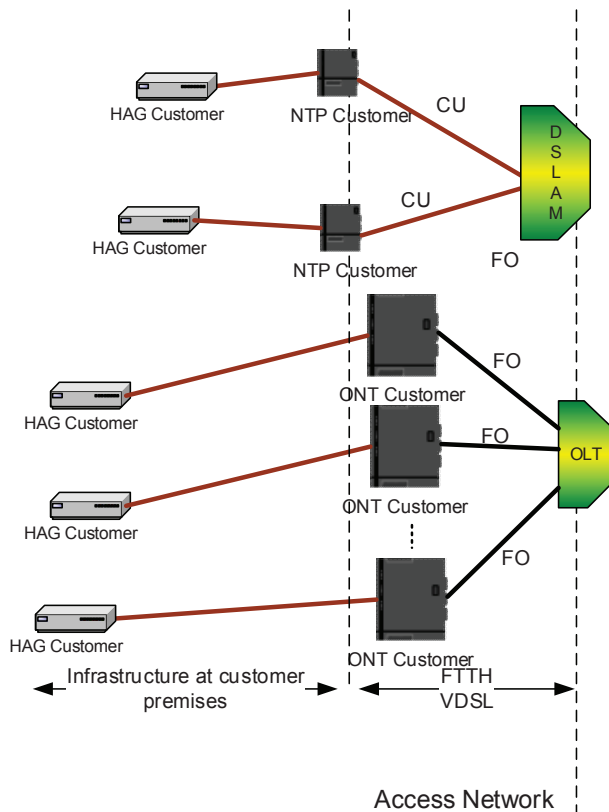 HAG Customer
NTP Customer
CU
DSLAM
HAG Customer
CU
NTP Customer
FO
HAG Customer
ONT Customer
FO
HAG Customer
ONT Customer
FO
OLT
HAG Customer
ONT Customer
FO
Infrastructure at customer
premises
FTTH
VDSL
Access Network